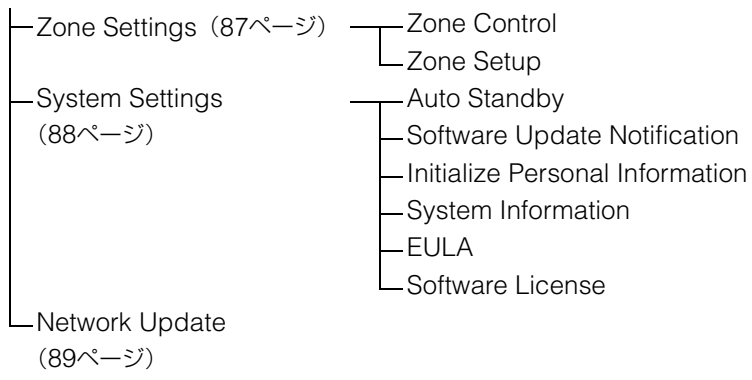 Zone Settings（87ページ） Zone Control
Zone Setup
System Settings Auto Standby
（88ページ） Software Update Notification
Initialize Personal Information
System Information
EULA
Software License
Network Update
（89ページ）